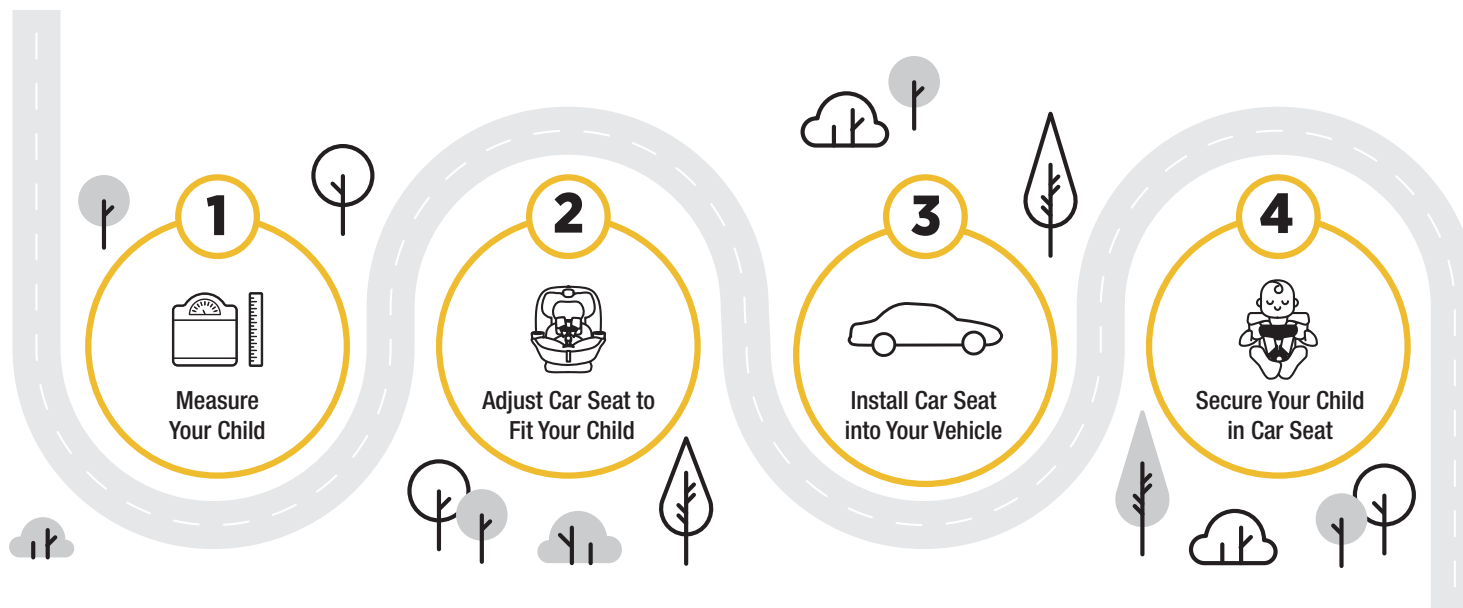 1
Measure
Your Child
2
Adjust Car Seat to
Fit Your Child
3
Install Car Seat
into Your Vehicle
4
Secure Your Child
in Car Seat